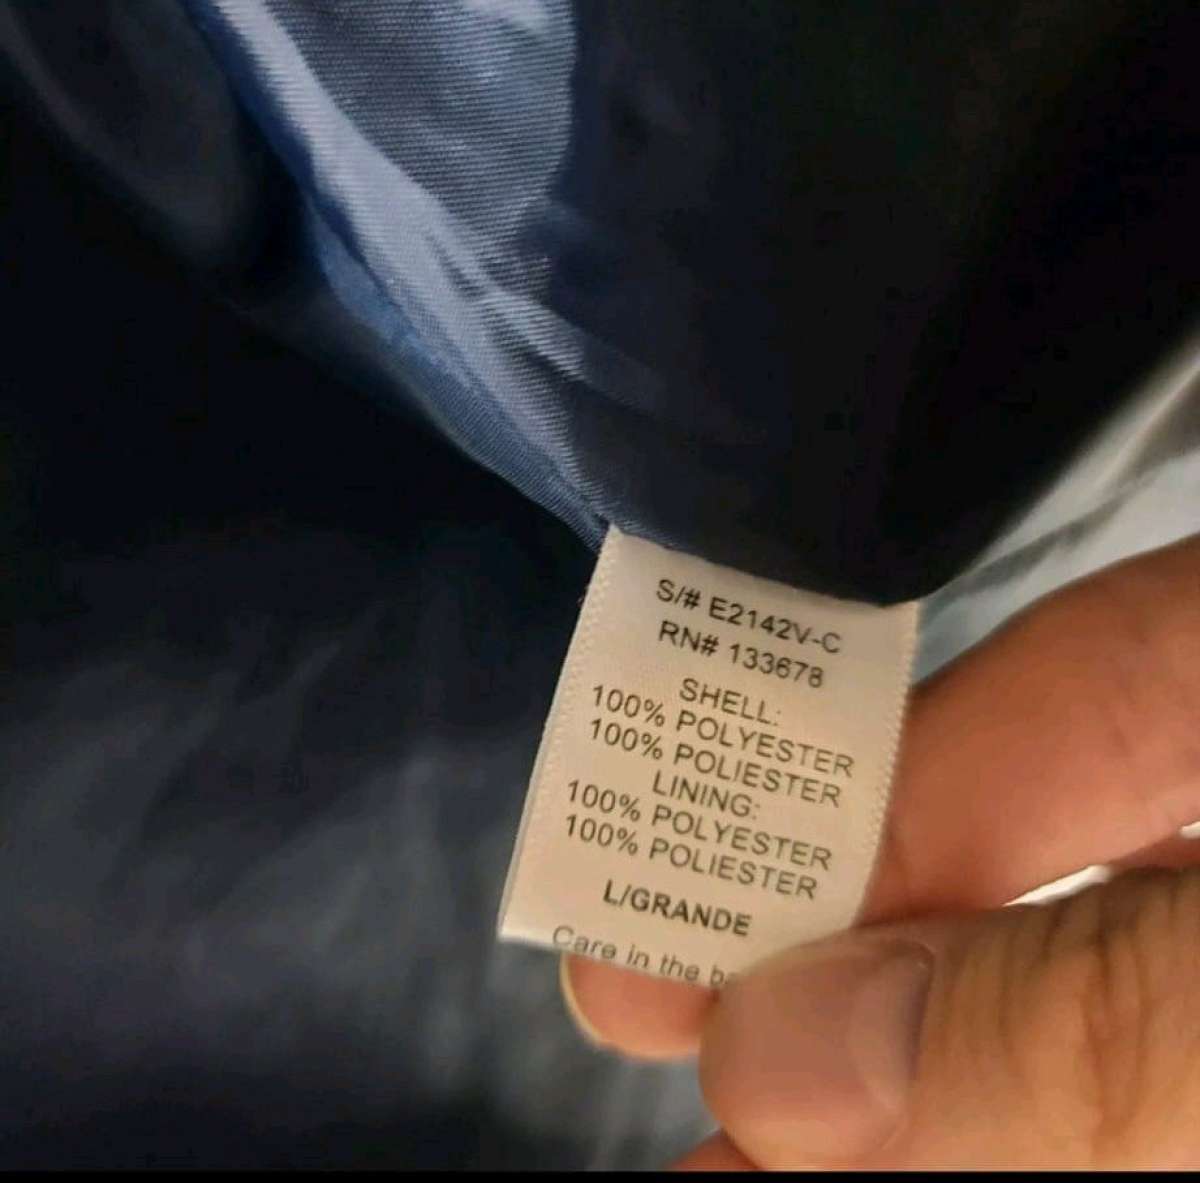 S/# E2142V-C
RN# 133678
SHELL:
100% POLYESTER
100% POLIESTER
LINING:
100% POLYESTER
100% POLIESTER
L/GRANDE
Care in the